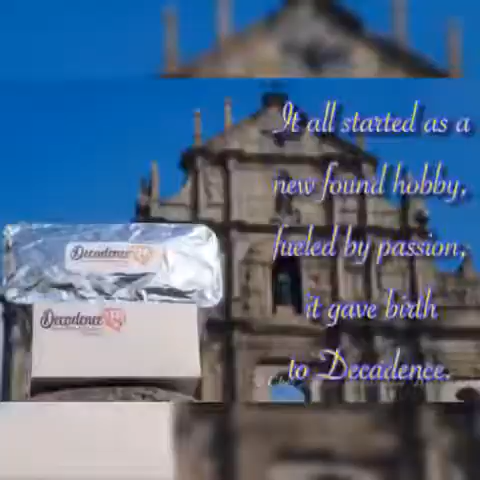 It all started as a
new found hobby,
fueled by passion,
it gave birth
to Decadence.
Decadence
Decadence